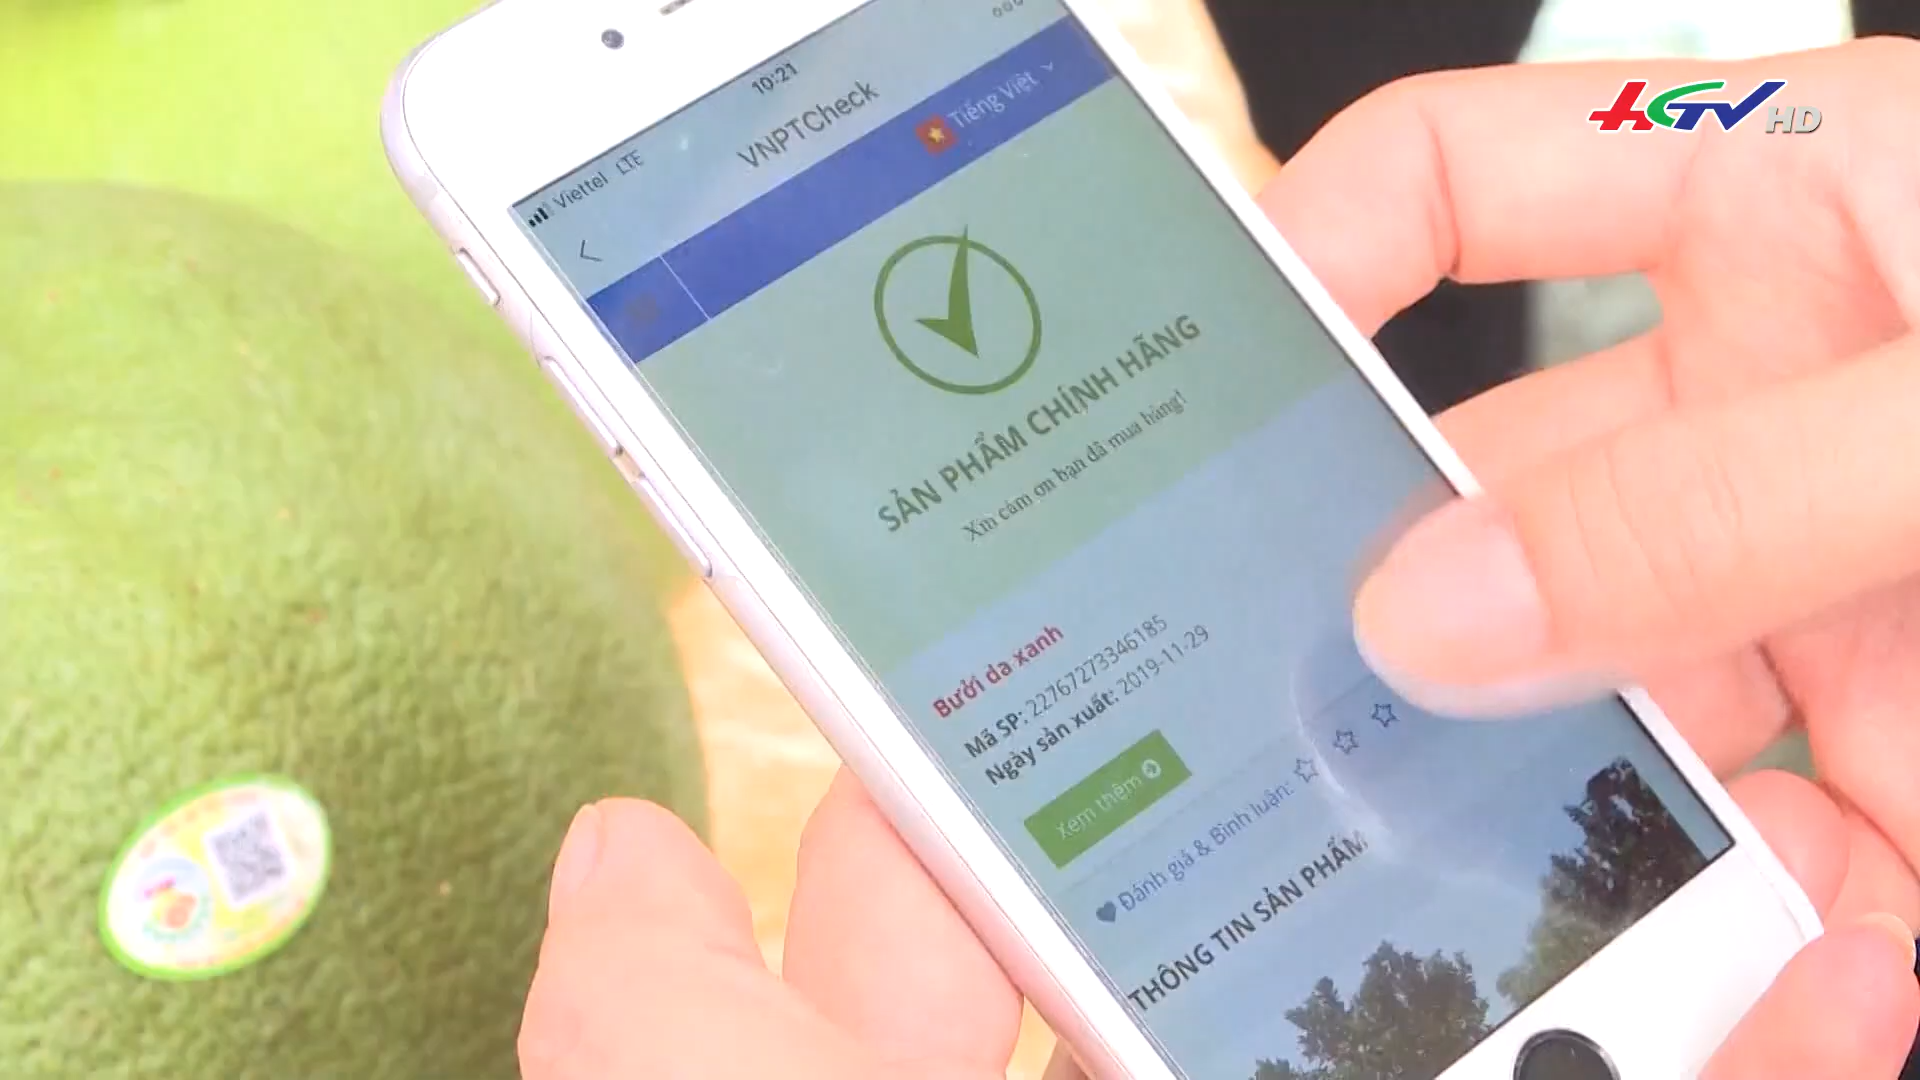 HGTV HD
Viettel LTE
10:21
VNPTCheck
Tiếng Việt
SẢN PHẨM CHÍNH HÃNG
Xin cảm ơn bạn đã mua hàng!
Bưởi da xanh
Mã SP: 2276727334​6185
Ngày sản xuất: 2019-11-29
Xem thêm
Đánh giá & Bình luận:
THÔNG TIN SẢN PHẨM